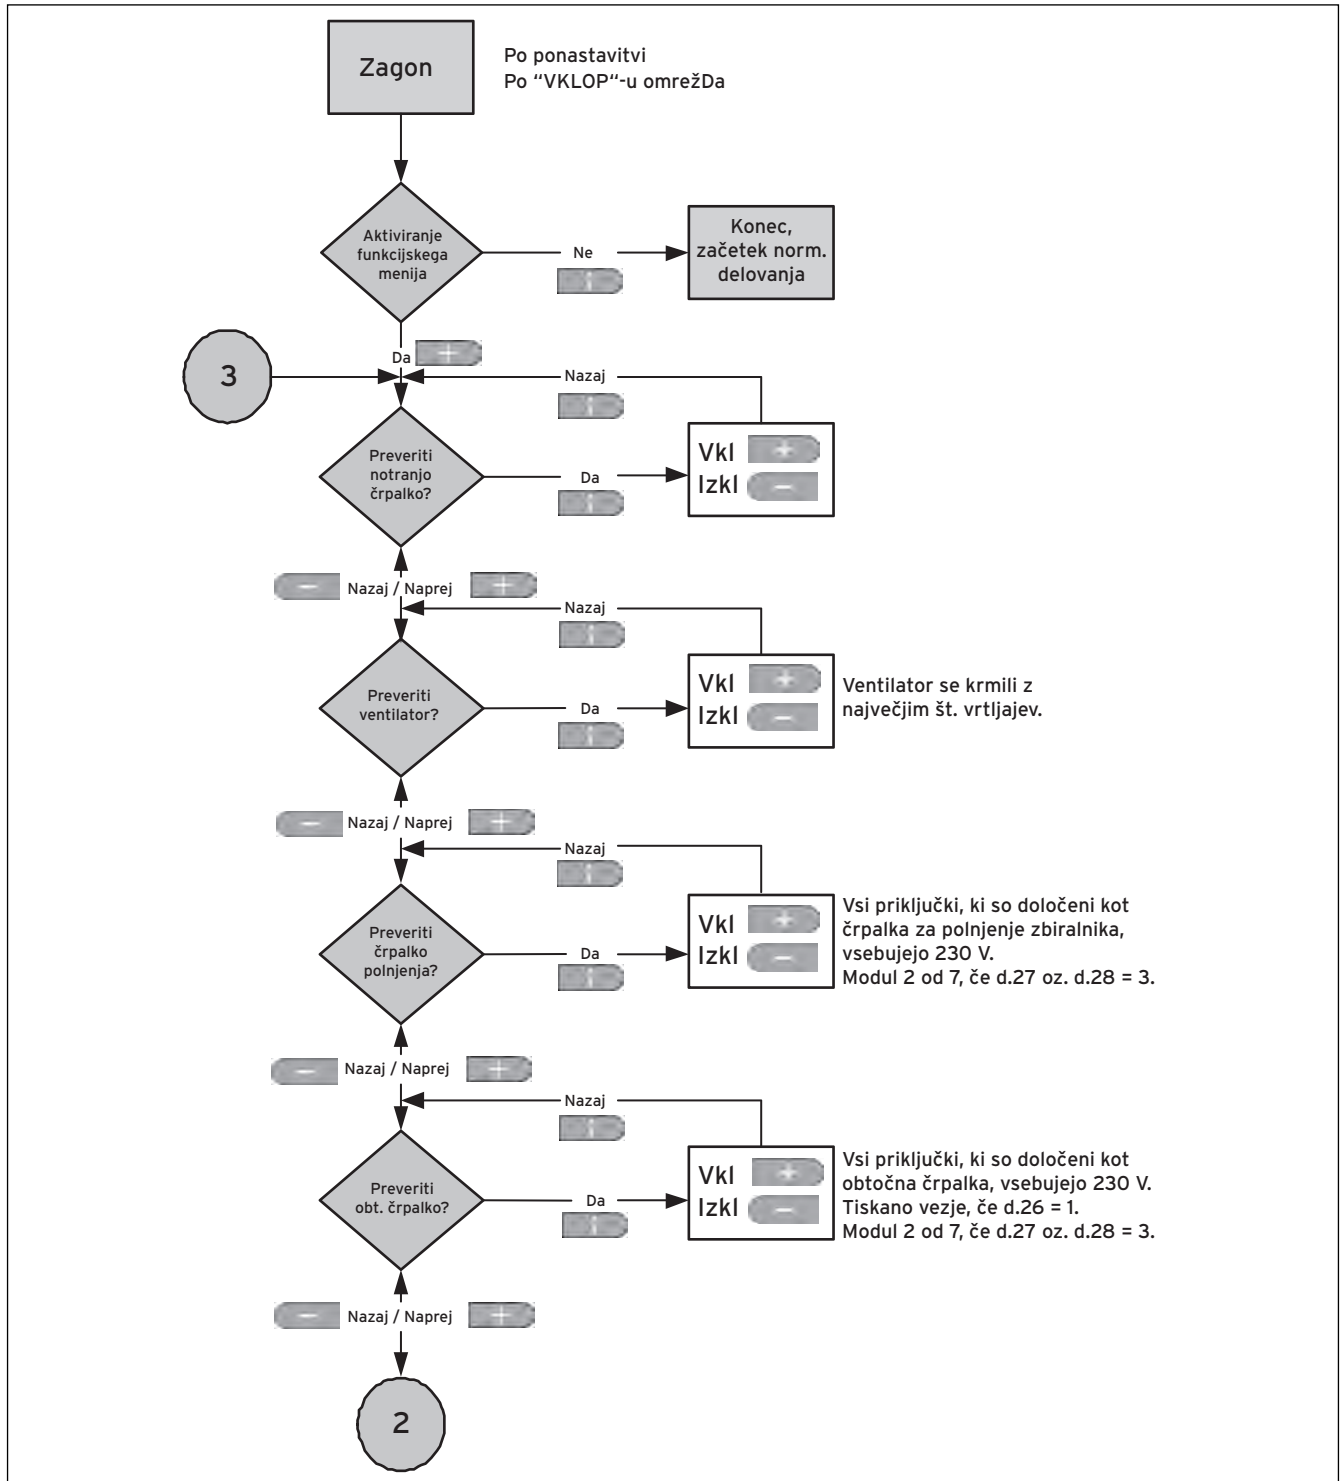 Zagon
Po ponastavitvi
Po “VKLOP“-u omrežDa
Aktiviranje
funkcijskega
menija
Ne
i
Konec,
začetek norm.
delovanja
Da +
3
Nazaj
i
Preveriti
notranjo
črpalko?
Da
i
Vkl +
Izkl −
− Nazaj / Naprej +
Nazaj
i
Preveriti
ventilator?
Da
i
Vkl +
Izkl −
Ventilator se krmili z
največjim št. vrtljajev.
− Nazaj / Naprej +
Nazaj
i
Preveriti
črpalko
polnjenja?
Da
i
Vkl +
Izkl −
Vsi priključki, ki so določeni kot
črpalka za polnjenje zbiralnika,
vsebujejo 230 V.
Modul 2 od 7, če d.27 oz. d.28 = 3.
− Nazaj / Naprej +
Nazaj
i
Preveriti
obt. črpalko?
Da
i
Vkl +
Izkl −
Vsi priključki, ki so določeni kot
obtočna črpalka, vsebujejo 230 V.
Tiskano vezje, če d.26 = 1.
Modul 2 od 7, če d.27 oz. d.28 = 3.
− Nazaj / Naprej +
2